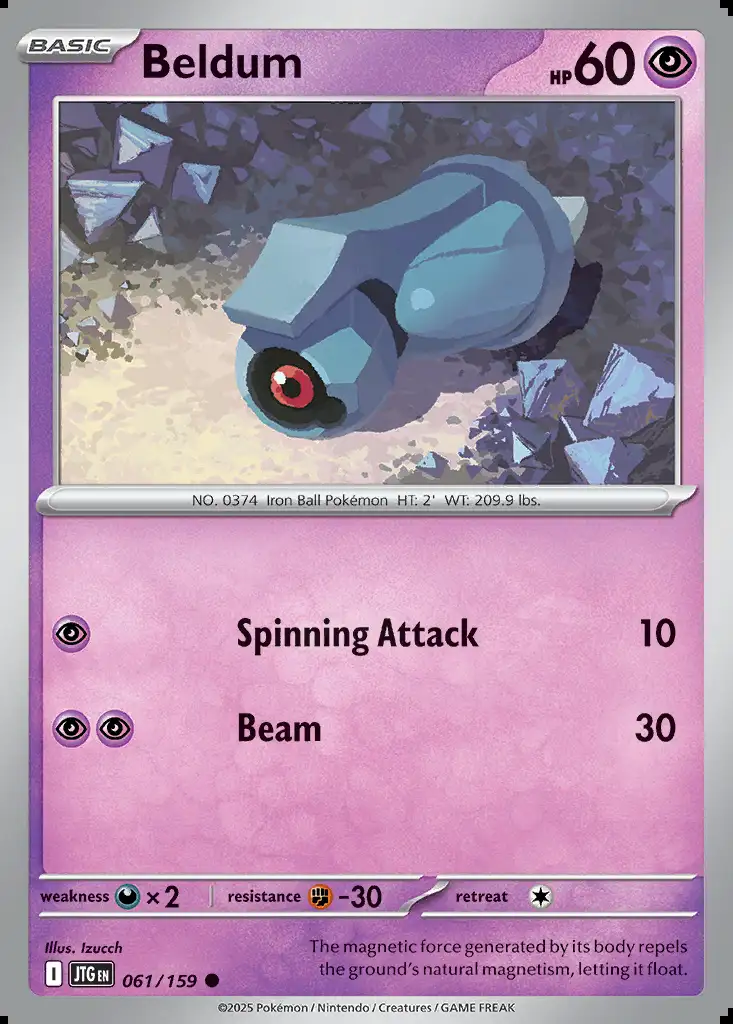 BASIC
Beldum
HP 60
NO. 0374 Iron Ball Pokémon HT: 2' WT: 209.9 lbs.
Spinning Attack 10
Beam 30
weakness ×2 resistance -30 retreat
Illus. Izucch
The magnetic force generated by its body repels
the ground's natural magnetism, letting it float.
I JTG EN 061/159
©2025 Pokémon / Nintendo / Creatures / GAME FREAK